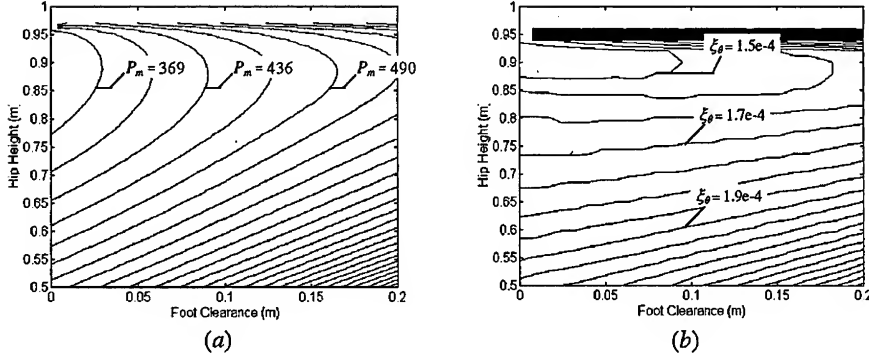 1
0.95
0.9
0.85
0.8
0.75
0.7
0.65
0.6
0.55
0.5
Hip Height (m)
P_m = 369
P_m = 436
P_m = 490
0
0.05
0.1
0.15
0.2
Foot Clearance (m)
(a)
1
0.95
0.9
0.85
0.8
0.75
0.7
0.65
0.6
0.55
0.5
Hip Height (m)
ξ_θ = 1.5e-4
ξ_θ = 1.7e-4
ξ_θ = 1.9e-4
0
0.05
0.1
0.15
0.2
Foot Clearance (m)
(b)